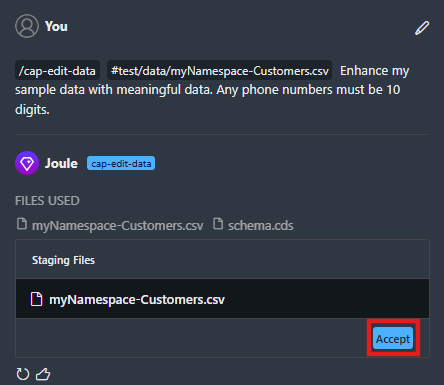 You
/cap-edit-data #test/data/myNamespace-Customers.csv Enhance my
sample data with meaningful data. Any phone numbers must be 10
digits.
Joule cap-edit-data
FILES USED
myNamespace-Customers.csv schema.cds
Staging Files
myNamespace-Customers.csv
Accept